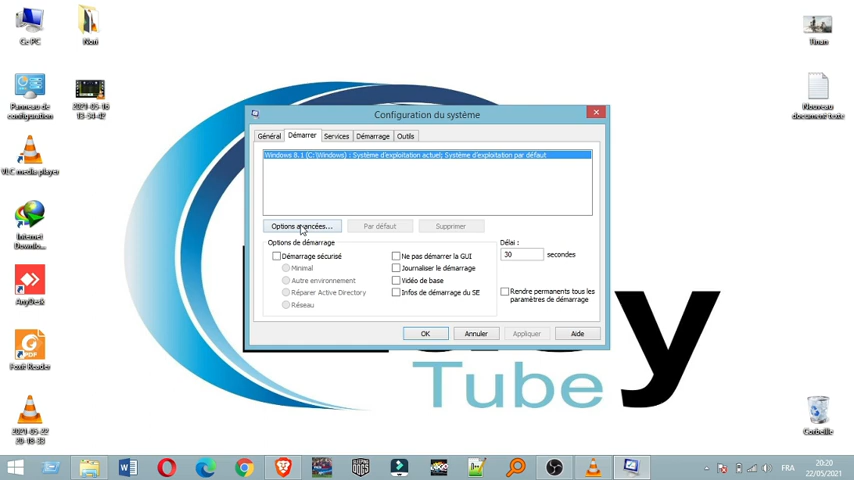 Ce PC
Nori
Tinan
Panneau de
configuration
2021-05-16
13-34-42
Nouveau
document texte
VLC media player
Internet
Downlo...
AnyDesk
Foxit Reader
2021-05-22
20-18-33
Corbeille
Configuration du système
Général
Démarrer
Services
Démarrage
Outils
Windows 8.1 (C:\Windows) : Système d'exploitation actuel; Système d'exploitation par défaut
Options avancées...
Par défaut
Supprimer
Options de démarrage
Démarrage sécurisé
Minimal
Autre environnement
Réparer Active Directory
Réseau
Ne pas démarrer la GUI
Journaliser le démarrage
Vidéo de base
Infos de démarrage du SE
Délai :
30 secondes
Rendre permanents tous les
paramètres de démarrage
OK
Annuler
Appliquer
Aide
y
Tube
FRA
20:20
22/05/2021